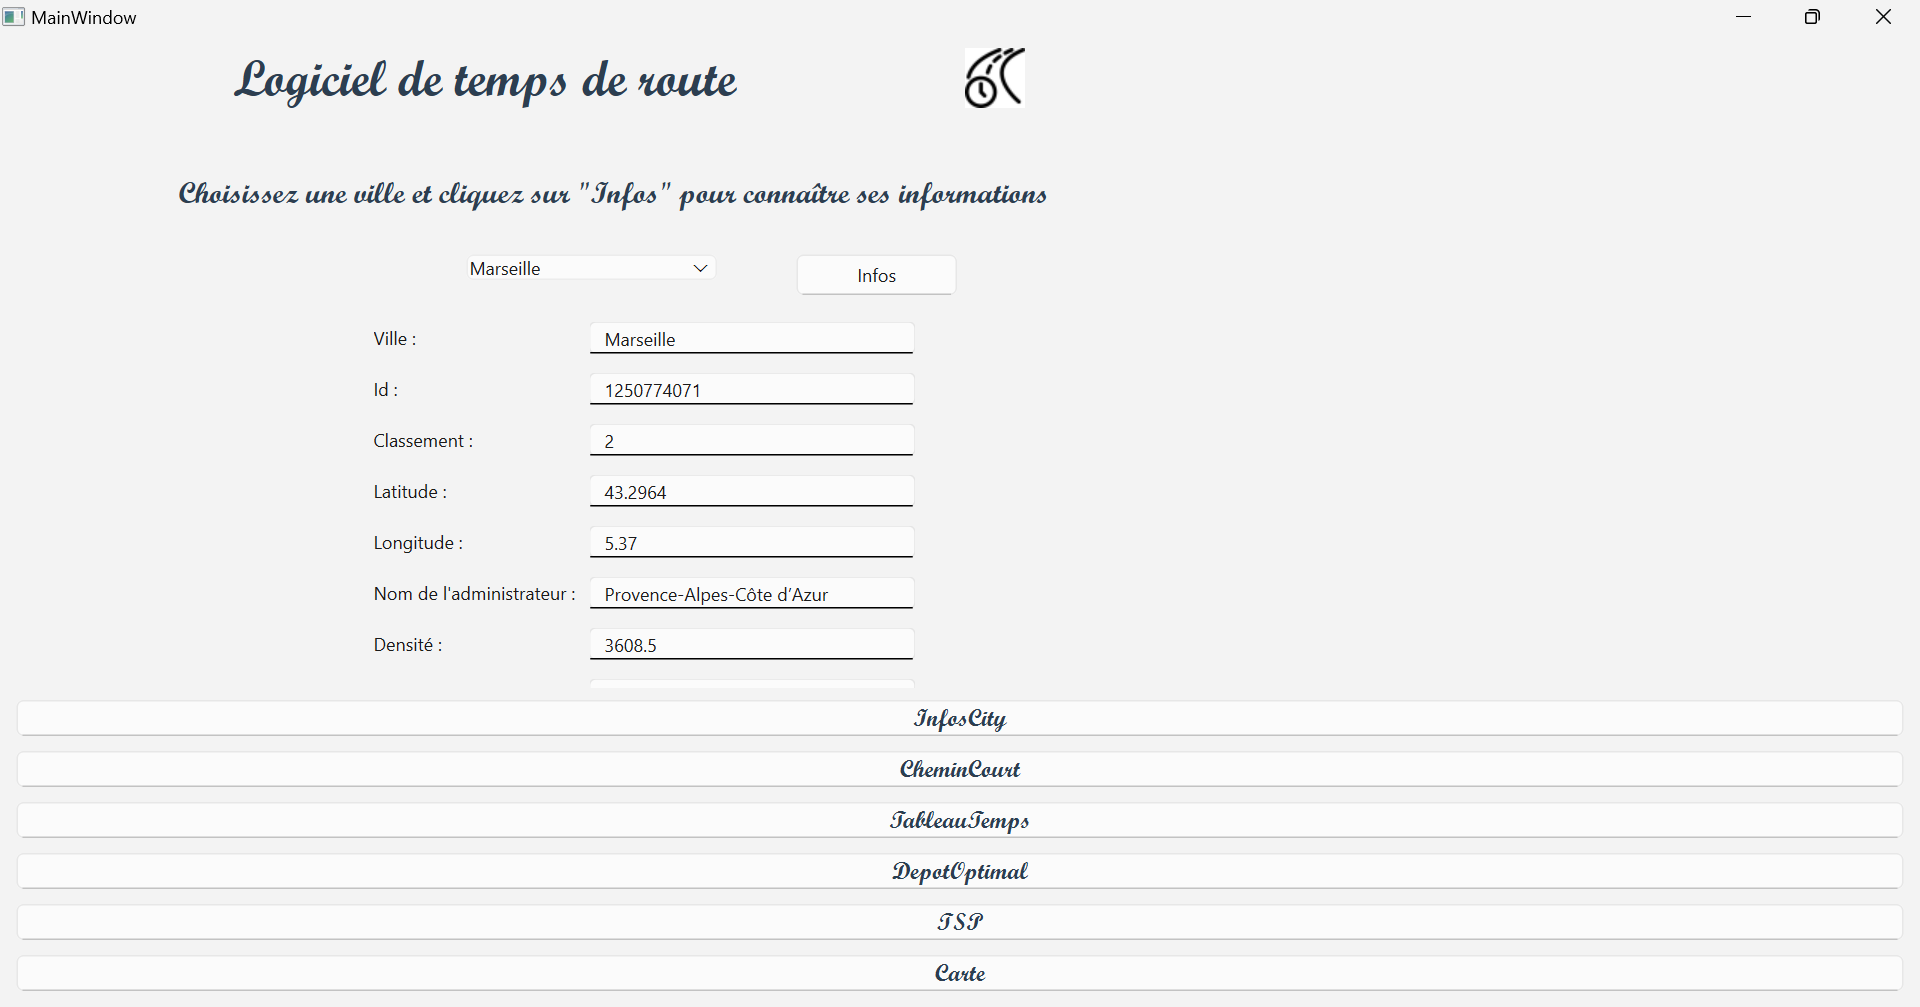 MainWindow
Logiciel de temps de route
Choisissez une ville et cliquez sur "Infos" pour connaître ses informations
Marseille
Infos
Ville : Marseille
Id : 1250774071
Classement : 2
Latitude : 43.2964
Longitude : 5.37
Nom de l'administrateur : Provence-Alpes-Côte d’Azur
Densité : 3608.5
InfosCity
CheminCourt
TableauTemps
DepotOptimal
TSP
Carte